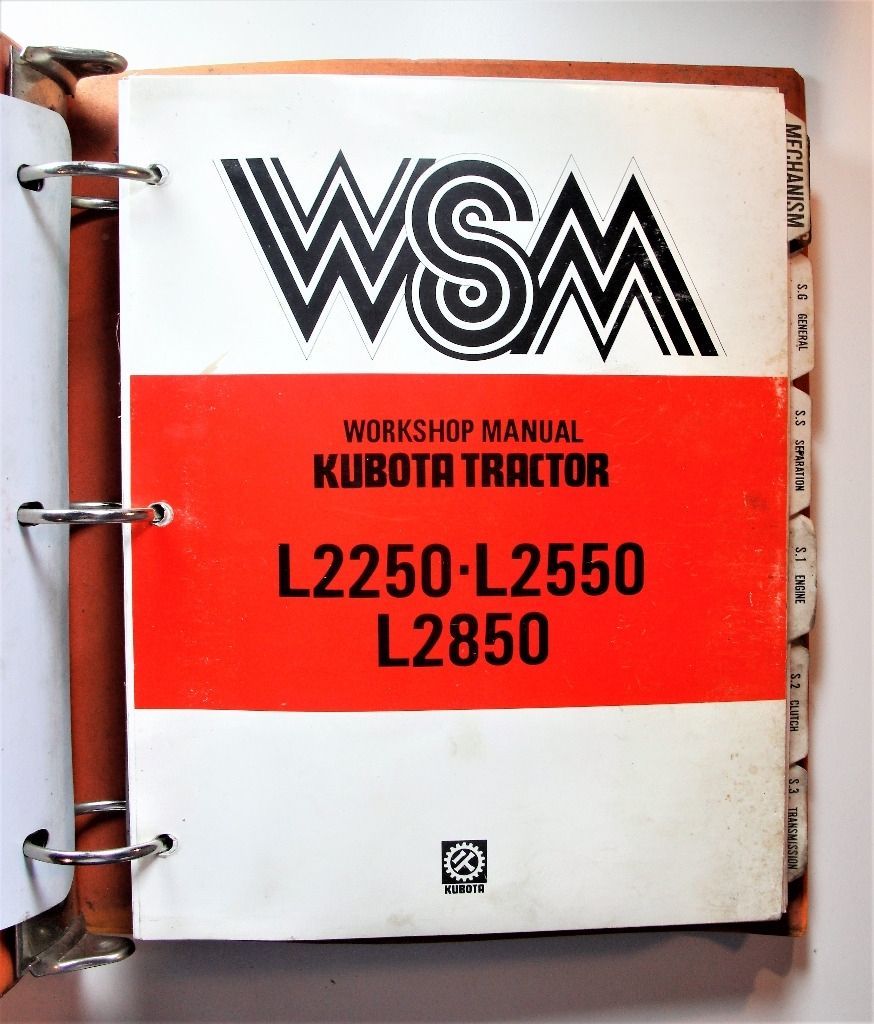 WSM
WORKSHOP MANUAL
KUBOTA TRACTOR
L2250·L2550
L2850
KUBOTA
MECHANISM
S.G GENERAL
S.S SEPARATION
S.1 ENGINE
S.2 CLUTCH
S.3 TRANSMISSION